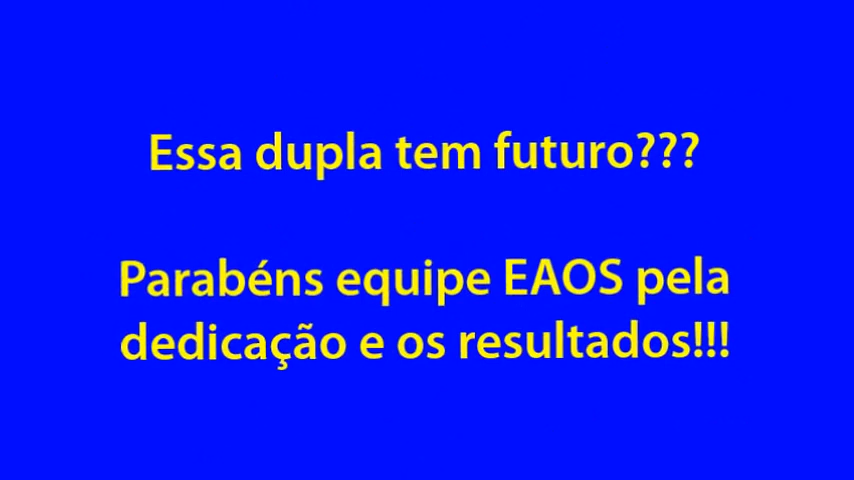 Essa dupla tem futuro???
Parabéns equipe EAOS pela
dedicação e os resultados!!!